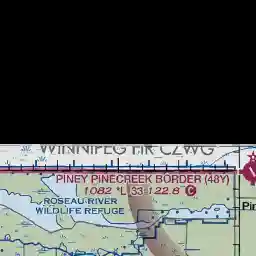 WINNIPEG FIR CZWG
PINEY PINECREEK BORDER (48Y)
1082 *L 33 122.8 C
ROSEAU RIVER
WILDLIFE REFUGE